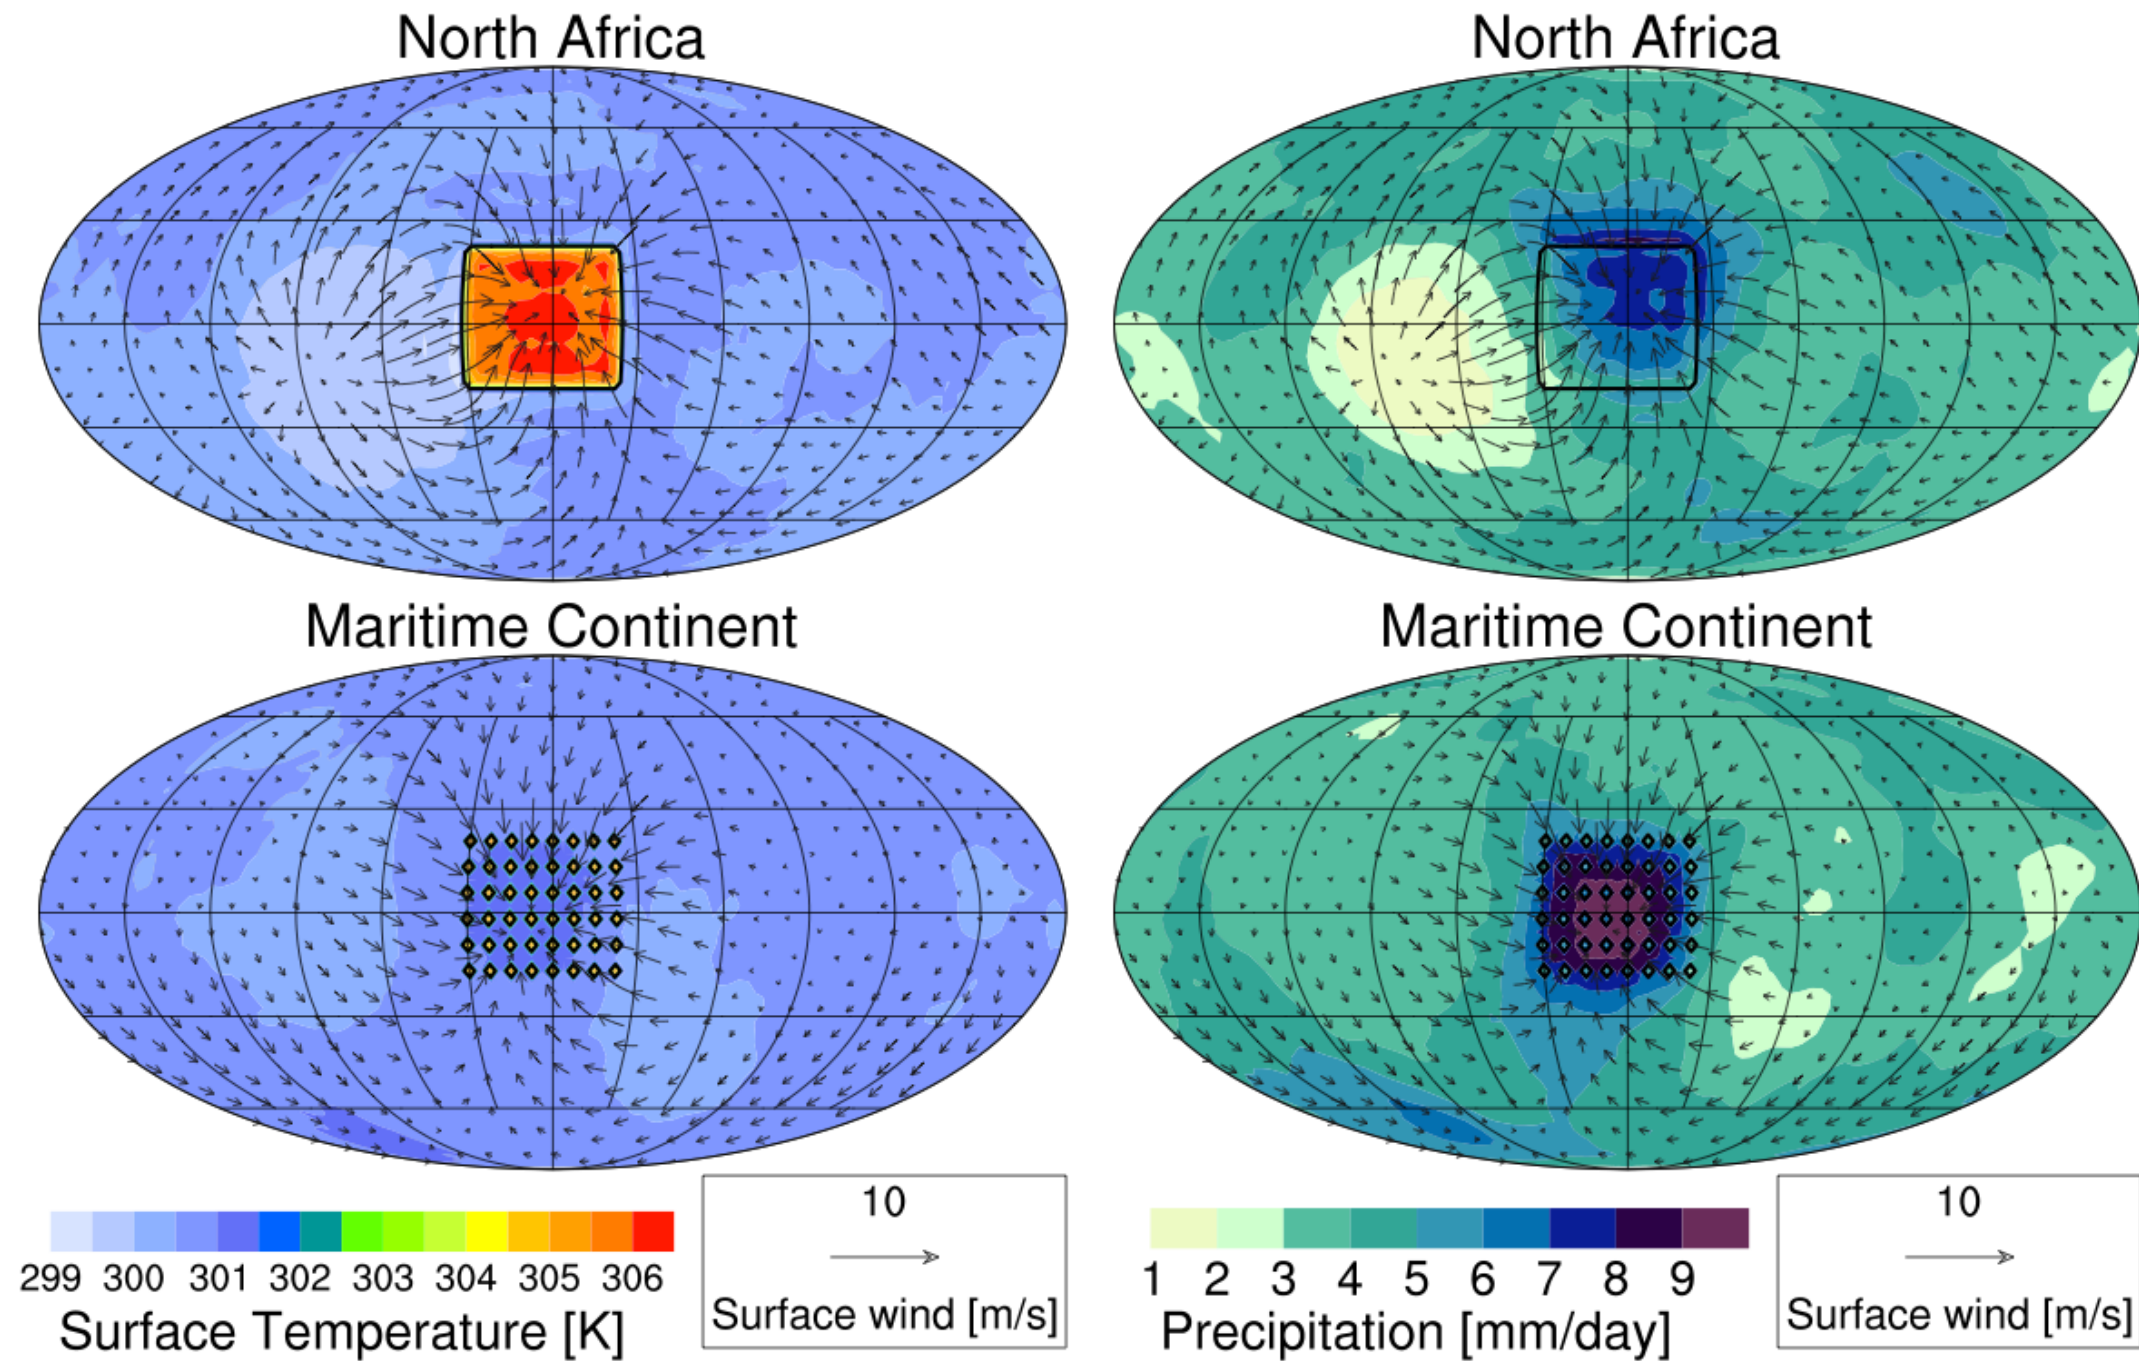 North Africa
North Africa
Maritime Continent
Maritime Continent
299 300 301 302 303 304 305 306
Surface Temperature [K]
10
Surface wind [m/s]
1 2 3 4 5 6 7 8 9
Precipitation [mm/day]
10
Surface wind [m/s]